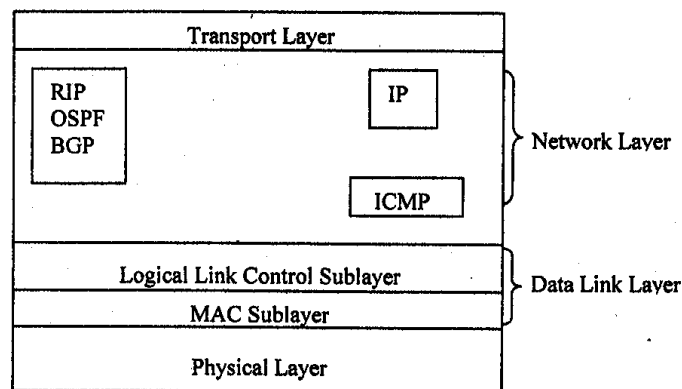 Transport Layer
RIP
OSPF
BGP
IP
ICMP
Network Layer
Logical Link Control Sublayer
MAC Sublayer
Data Link Layer
Physical Layer